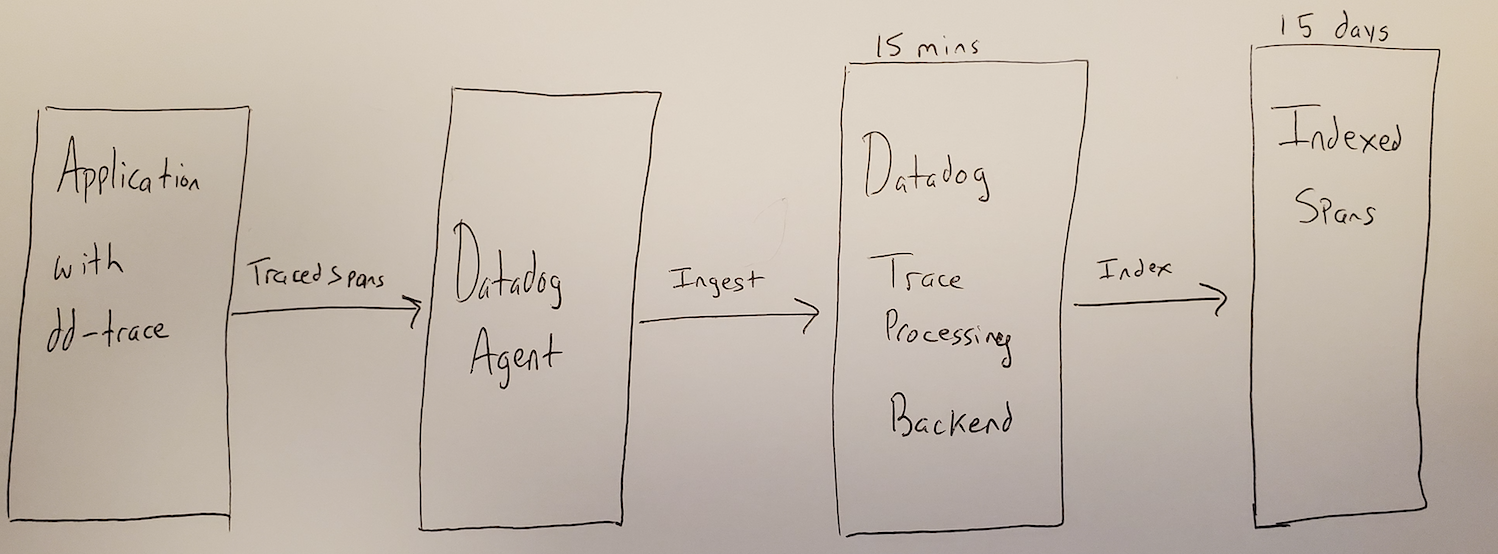 Application
with
dd-trace
Traced Spans
Datadog
Agent
Ingest
15 mins
Datadog
Trace
Processing
Backend
Index
15 days
Indexed
Spans